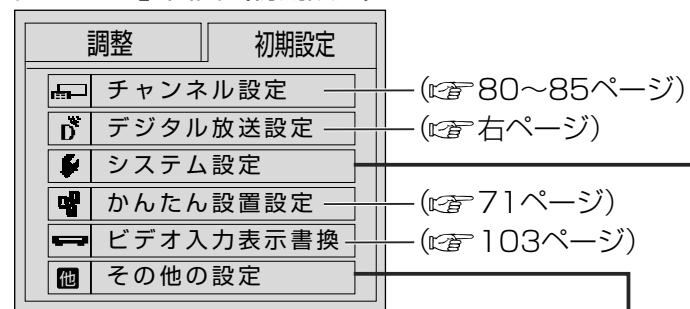 調整 初期設定
チャンネル設定 (☞80～85ページ)
デジタル放送設定 (☞右ページ)
システム設定
かんたん設置設定 (☞71ページ)
ビデオ入力表示書換 (☞103ページ)
他 その他の設定